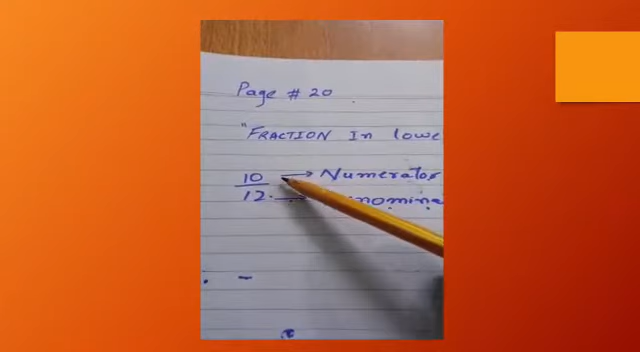 Page # 20
"FRACTION In lowe
10 → Numerator
12. →